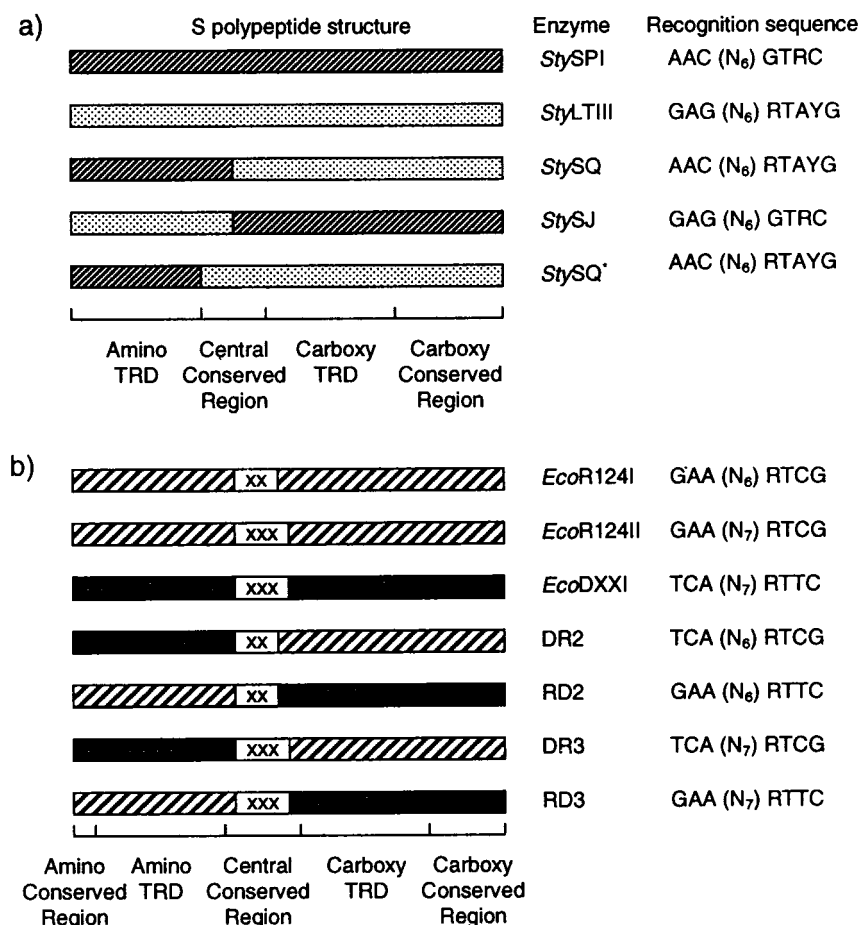 a) S polypeptide structure Enzyme Recognition sequence
StySPI AAC (N6) GTRC
StyLTIII GAG (N6) RTAYG
StySQ AAC (N6) RTAYG
StySJ GAG (N6) GTRC
StySQ* AAC (N6) RTAYG
Amino Central Carboxy Carboxy
TRD Conserved TRD Conserved
Region Region
b) xx EcoR124I GAA (N6) RTCG
xxx EcoR124II GAA (N7) RTCG
xxx EcoDXXI TCA (N7) RTTC
xx DR2 TCA (N6) RTCG
xx RD2 GAA (N6) RTTC
xxx DR3 TCA (N7) RTCG
xxx RD3 GAA (N7) RTTC
Amino Amino Central Carboxy Carboxy
Conserved TRD Conserved TRD Conserved
Region Region Region